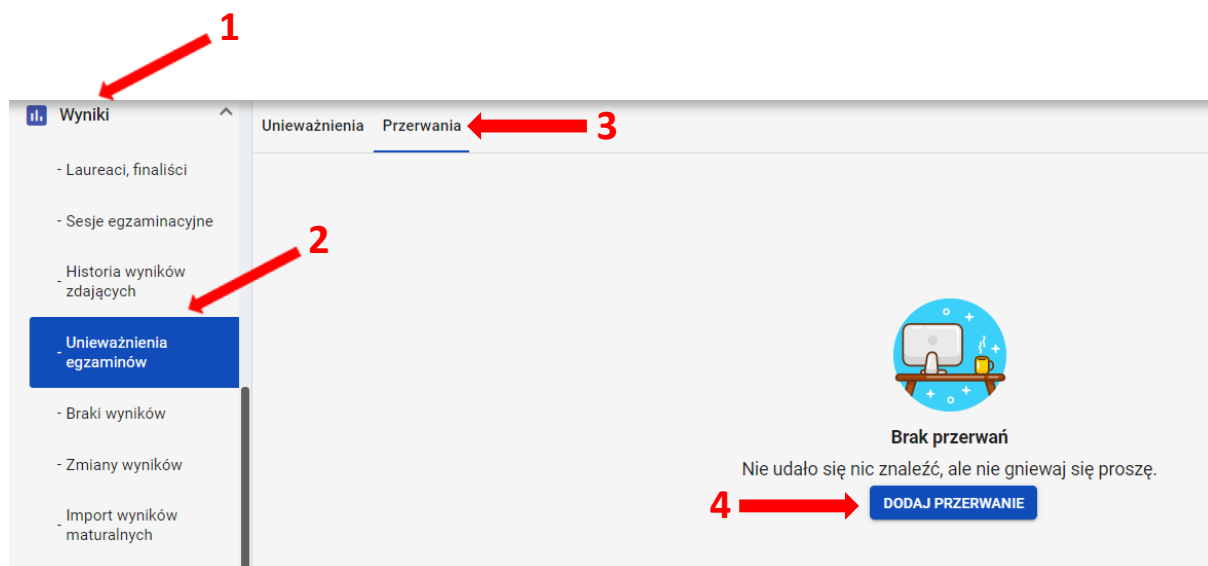 1
Wyniki
Unieważnienia Przerwania
3
- Laureaci, finaliści
- Sesje egzaminacyjne
2
- Historia wyników
zdających
- Unieważnienia
egzaminów
- Braki wyników
Brak przerwań
- Zmiany wyników
Nie udało się nic znaleźć, ale nie gniewaj się proszę.
4
DODAJ PRZERWANIE
- Import wyników
maturalnych